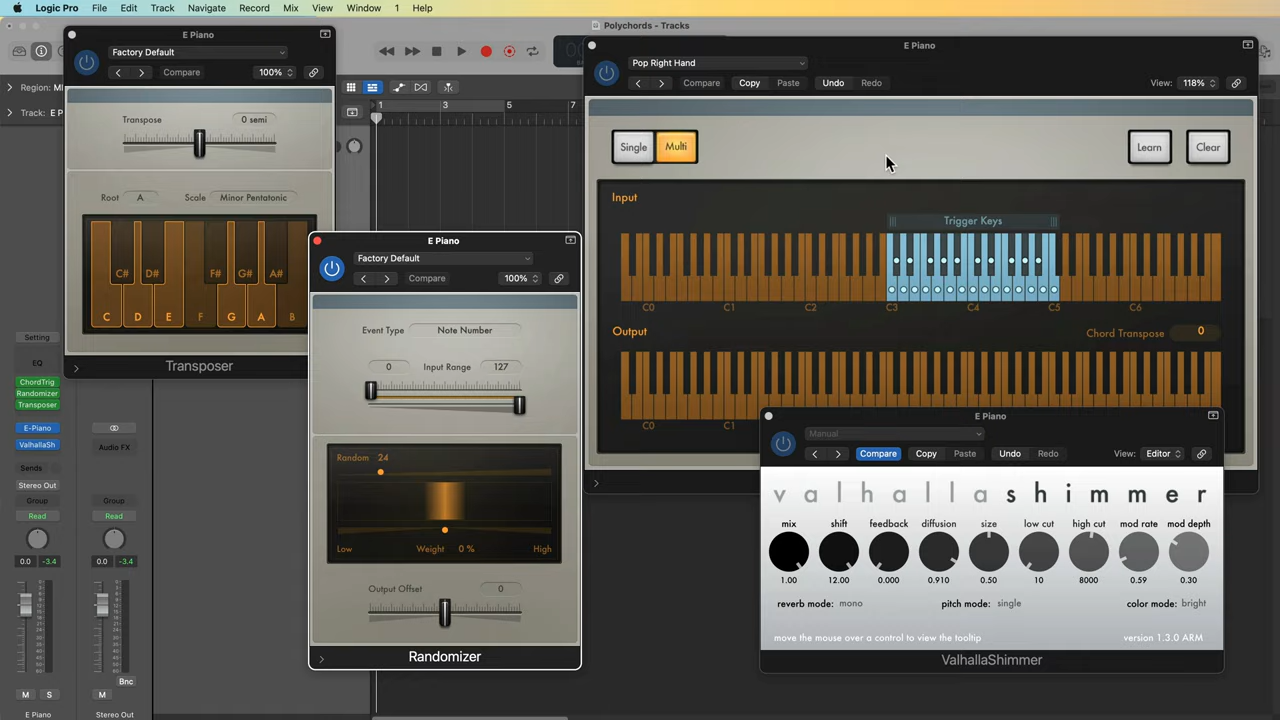 Logic Pro File Edit Track Navigate Record Mix View Window 1 Help
Polychords - Tracks
E Piano
Factory Default
Compare 100%
Transpose 0 semi
Root A Scale Minor Pentatonic
C# D# F# G# A#
C D E F G A B
Transposer
Region: MI
Track: E P
1 3 5 7
E Piano
Pop Right Hand
Compare Copy Paste Undo Redo View: 118%
Single Multi Learn Clear
Input
Trigger Keys
C0 C1 C2 C3 C4 C5 C6
Output Chord Transpose 0
C0 C1
E Piano
Factory Default
Compare 100%
Event Type Note Number
0 Input Range 127
Random 24
Low Weight 0 % High
Output Offset 0
Randomizer
E Piano
Manual
Compare Copy Paste Undo Redo View: Editor
valhallashimmer
mix shift feedback diffusion size low cut high cut mod rate mod depth
1.00 12.00 0.000 0.910 0.50 10 8000 0.59 0.30
reverb mode: mono pitch mode: single color mode: bright
move the mouse over a control to view the tooltip version 1.3.0 ARM
ValhallaShimmer
Setting
EQ
ChordTrig
Randomizer
Transposer
E-Piano
ValhallaSh
Sends
Stereo Out
Group
Read
0.0 -3.4
M S
E Piano
Audio FX
Group
Read
0.0 -3.4
Bnc
M
Stereo Out